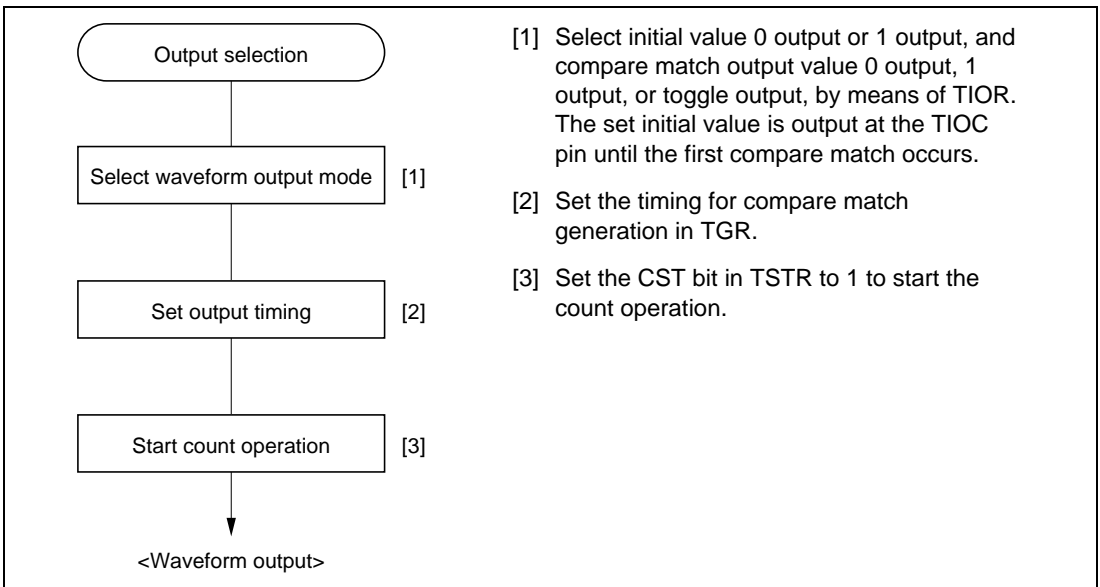 Output selection
Select waveform output mode [1]
Set output timing [2]
Start count operation [3]
<Waveform output>
[1] Select initial value 0 output or 1 output, and
compare match output value 0 output, 1
output, or toggle output, by means of TIOR.
The set initial value is output at the TIOC
pin until the first compare match occurs.
[2] Set the timing for compare match
generation in TGR.
[3] Set the CST bit in TSTR to 1 to start the
count operation.